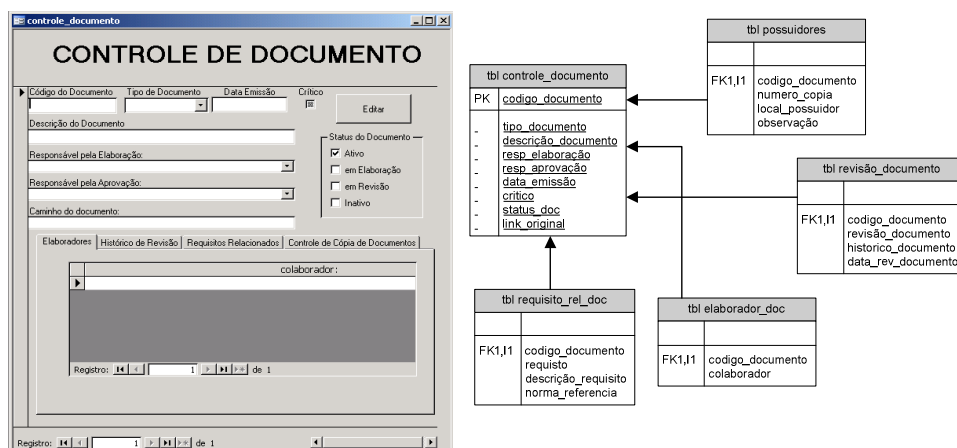 controle_documento
CONTROLE DE DOCUMENTO
Código do Documento Tipo de Documento Data Emissão Crítico
Editar
Descrição do Documento
Status do Documento
Ativo
em Elaboração
em Revisão
Inativo
Responsável pela Elaboração:
Responsável pela Aprovação:
Caminho do documento:
Elaboradores Histórico de Revisão Requisitos Relacionados Controle de Cópia de Documentos
colaborador:
Registro: 1 de 1
Registro: 1 de 1
tbl controle_documento
PK codigo_documento
tipo_documento
descrição_documento
resp_elaboração
resp_aprovação
data_emissão
critico
status_doc
link_original
tbl possuidores
FK1,I1 codigo_documento
numero_copia
local_possuidor
observação
tbl revisão_documento
FK1,I1 codigo_documento
revisão_documento
historico_documento
data_rev_documento
tbl requisito_rel_doc
FK1,I1 codigo_documento
requisto
descrição_requisito
norma_referencia
tbl elaborador_doc
FK1,I1 codigo_documento
colaborador